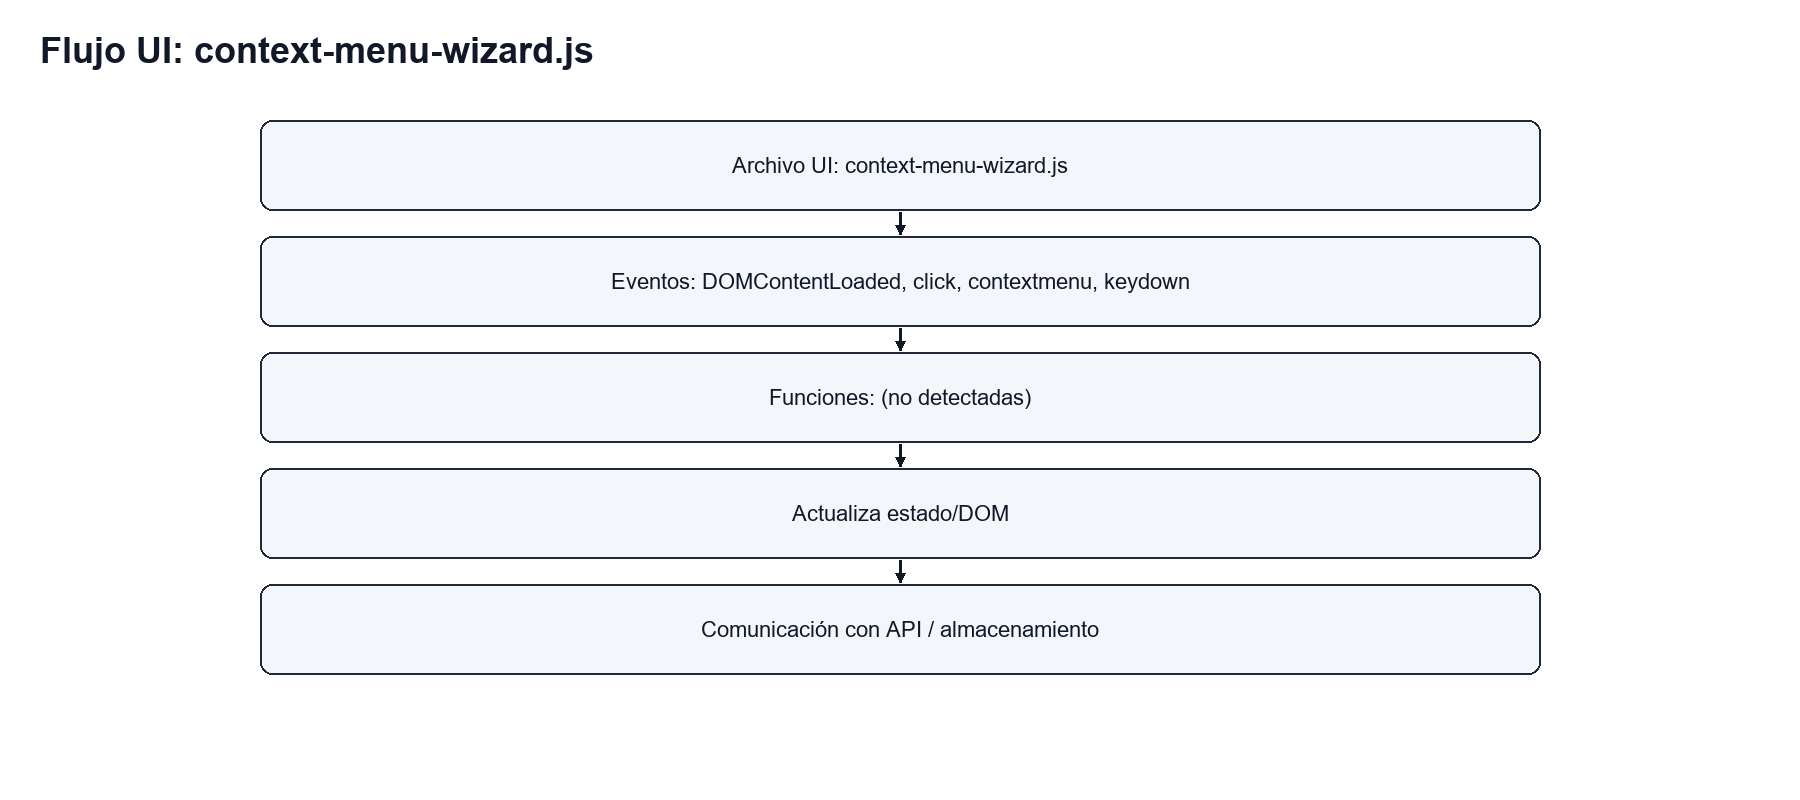 Flujo UI: context-menu-wizard.js
Archivo UI: context-menu-wizard.js
Eventos: DOMContentLoaded, click, contextmenu, keydown
Funciones: (no detectadas)
Actualiza estado/DOM
Comunicación con API / almacenamiento